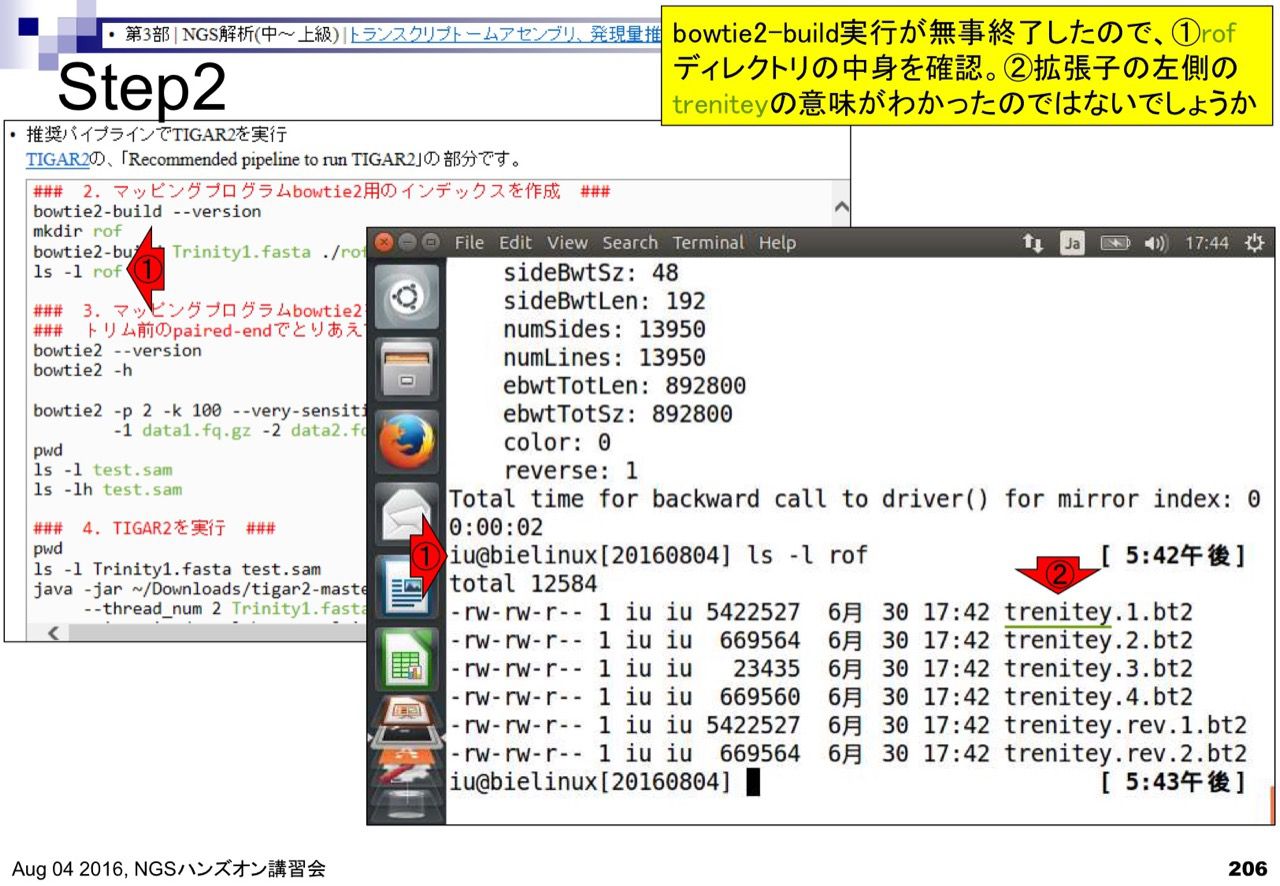 • 第3部 | NGS解析(中～上級) | トランスクリプトームアセンブリ、発現量推
bowtie2-build実行が無事終了したので、①rof
ディレクトリの中身を確認。②拡張子の左側の
treniteyの意味がわかったのではないでしょうか
Step2
• 推奨パイプラインでTIGAR2を実行
TIGAR2の、「Recommended pipeline to run TIGAR2」の部分です。
### 2. マッピングプログラムbowtie2用のインデックスを作成 ###
bowtie2-build --version
mkdir rof
bowtie2-bu Trinity1.fasta ./rof
ls -l rof ①
### 3. マッピングプログラムbowtie2
### トリム前のpaired-endでとりあえ
bowtie2 --version
bowtie2 -h
bowtie2 -p 2 -k 100 --very-sensiti
-1 data1.fq.gz -2 data2.f
pwd
ls -l test.sam
ls -lh test.sam
### 4. TIGAR2を実行 ###
pwd
ls -l Trinity1.fasta test.sam
java -jar ~/Downloads/tigar2-maste
--thread_num 2 Trinity1.fasta
File Edit View Search Terminal Help Ja 17:44
sideBwtSz: 48
sideBwtLen: 192
numSides: 13950
numLines: 13950
ebwtTotLen: 892800
ebwtTotSz: 892800
color: 0
reverse: 1
Total time for backward call to driver() for mirror index: 0
0:00:02
① iu@bielinux[20160804] ls -l rof [ 5:42午後]
total 12584 ②
-rw-rw-r-- 1 iu iu 5422527 6月 30 17:42 trenitey.1.bt2
-rw-rw-r-- 1 iu iu 669564 6月 30 17:42 trenitey.2.bt2
-rw-rw-r-- 1 iu iu 23435 6月 30 17:42 trenitey.3.bt2
-rw-rw-r-- 1 iu iu 669560 6月 30 17:42 trenitey.4.bt2
-rw-rw-r-- 1 iu iu 5422527 6月 30 17:42 trenitey.rev.1.bt2
-rw-rw-r-- 1 iu iu 669564 6月 30 17:42 trenitey.rev.2.bt2
iu@bielinux[20160804] [ 5:43午後]
Aug 04 2016, NGSハンズオン講習会
206